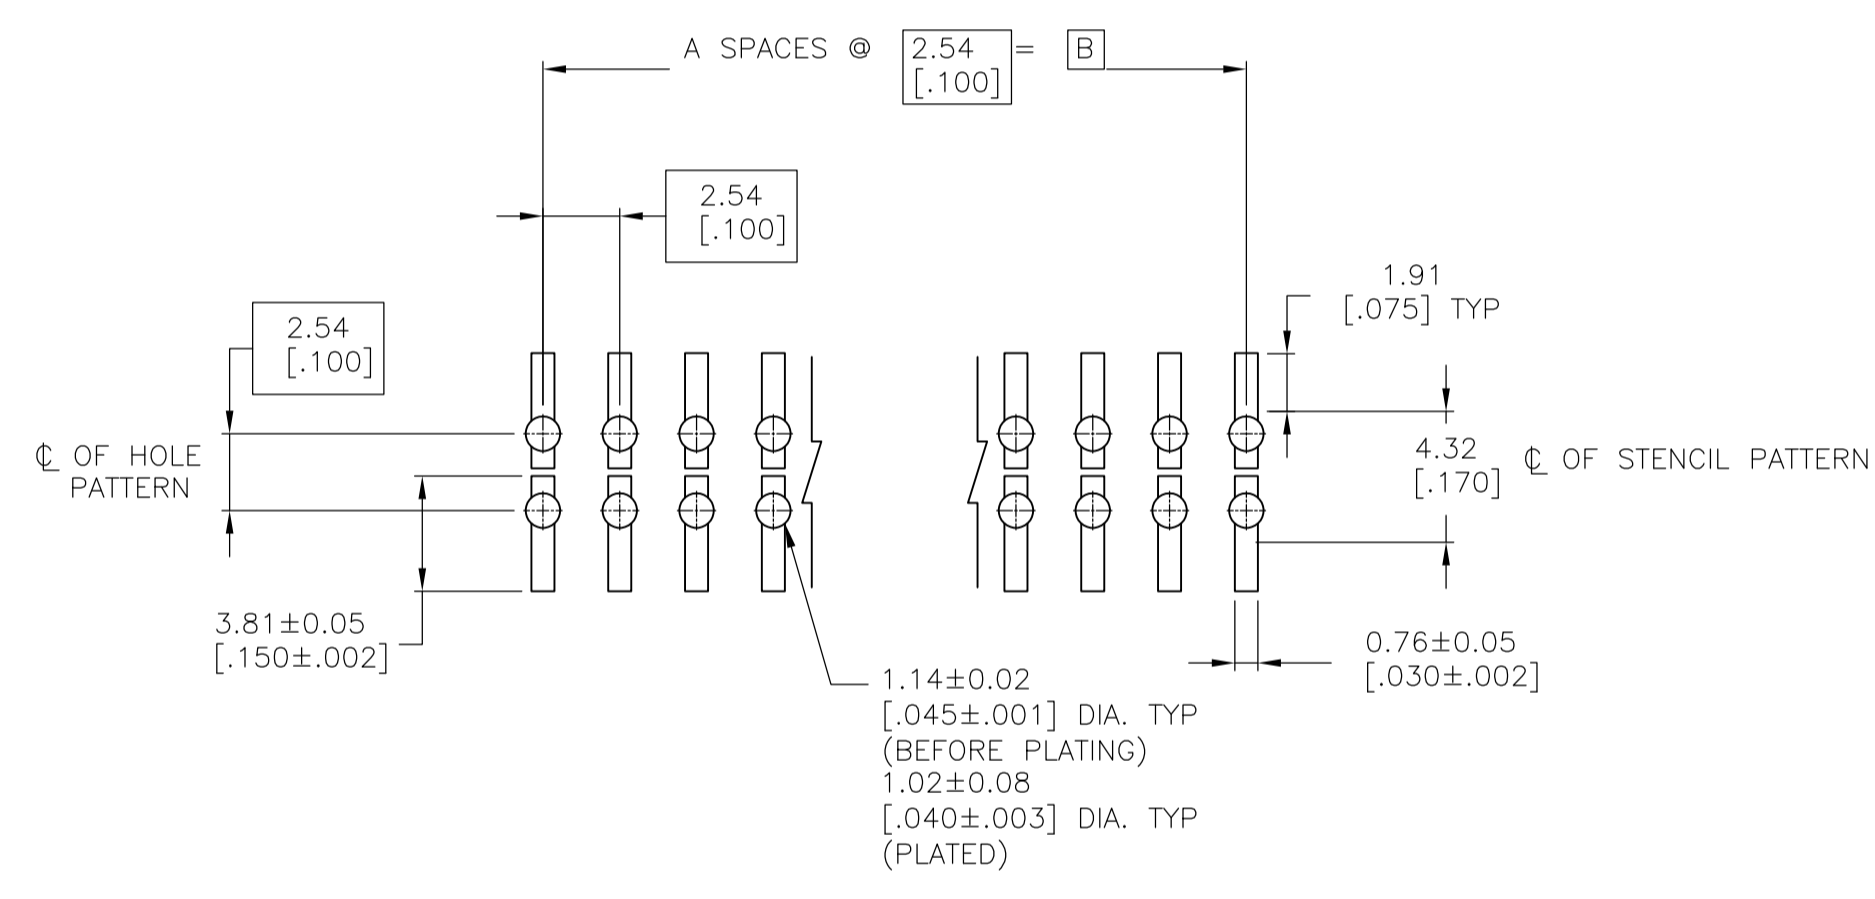 A SPACES @ 2.54 = B
[.100]
2.54
[.100]
1.91
[.075] TYP
2.54
[.100]
℄ OF HOLE
PATTERN
4.32
[.170]
℄ OF STENCIL PATTERN
3.81±0.05
[.150±.002]
0.76±0.05
[.030±.002]
1.14±0.02
[.045±.001] DIA. TYP
(BEFORE PLATING)
1.02±0.08
[.040±.003] DIA. TYP
(PLATED)